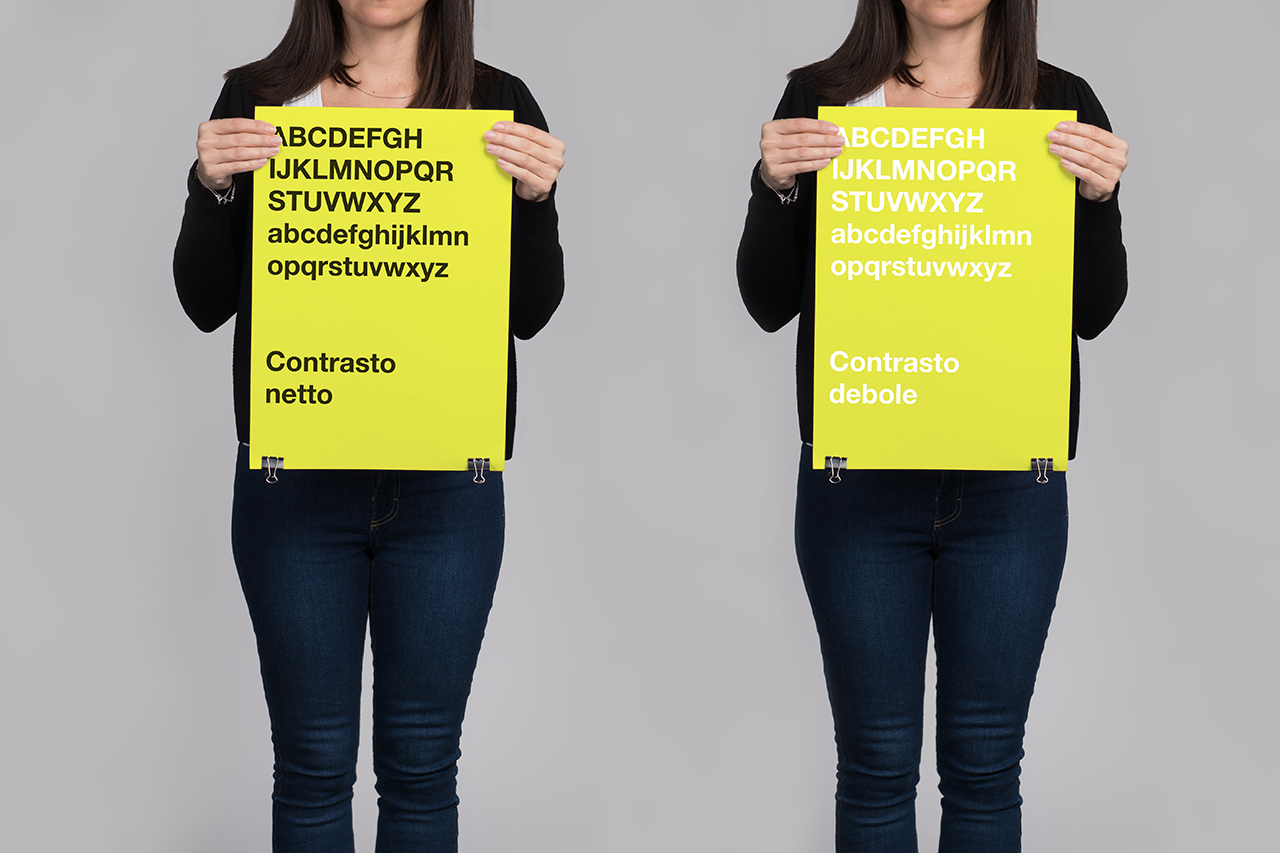 ABCDEFGH
IJKLMNOPQR
STUVWXYZ
abcdefghijklmn
opqrstuvwxyz
Contrasto
netto
ABCDEFGH
IJKLMNOPQR
STUVWXYZ
abcdefghijklmn
opqrstuvwxyz
Contrasto
debole